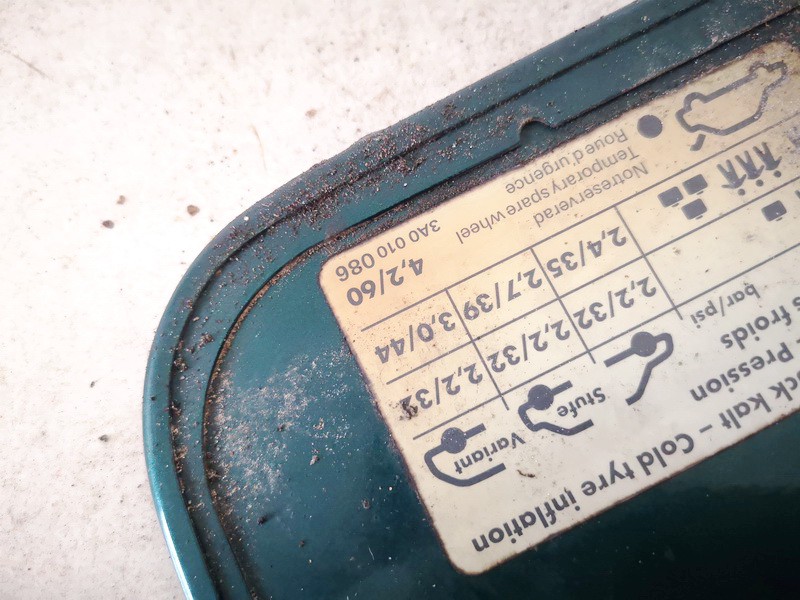 kalt – Cold tyre inflation
Pression
froids
bar/psi Stufe Variant
2,2/32 2,2/32 2,2/32
2,4/35 2,7/39 3,0/44
Notreserverad
Temporary spare wheel
Roue d'urgence
4,2/60
3A0 010 086